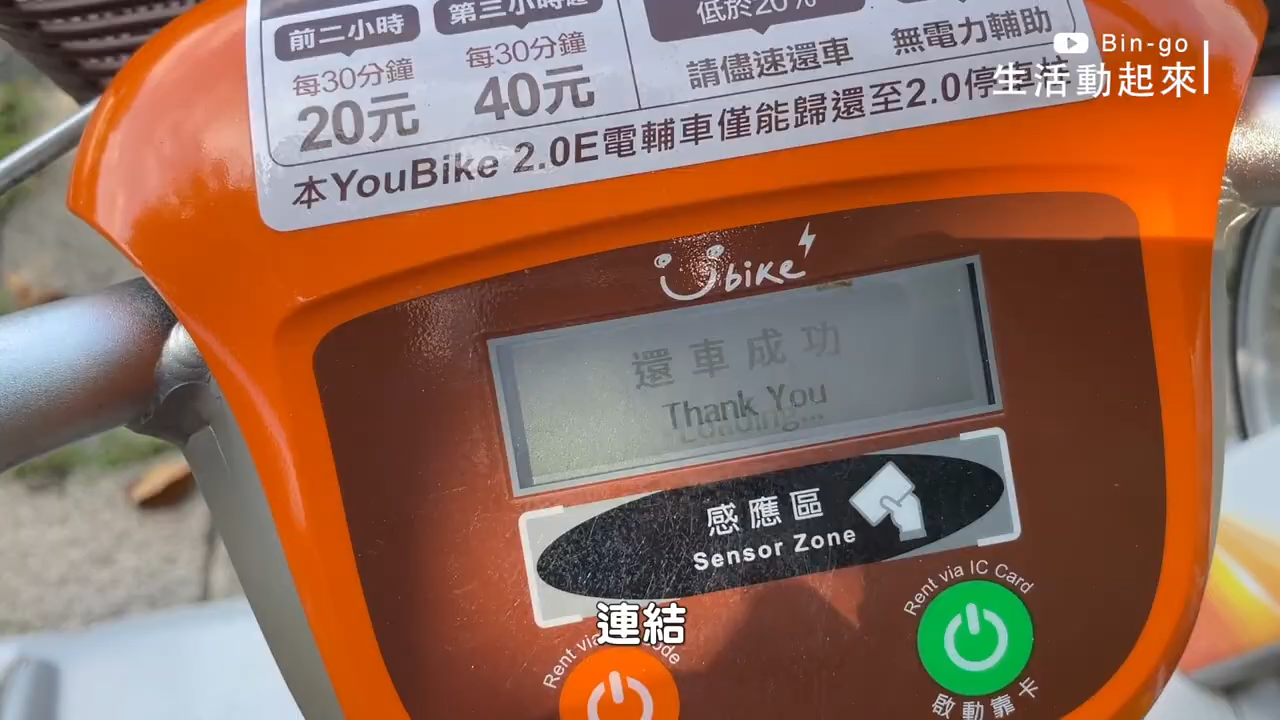 前二小時
每30分鐘
20元
第三小時起
每30分鐘
40元
低於20%
請儘速還車
無電力輔助
本YouBike 2.0E電輔車僅能歸還至2.0停車柱
Bin-go
生活動起來
Ubike
還車成功
Thank You
Loading...
感應區
Sensor Zone
連結
Rent via
Rent via IC Card
啟動靠卡